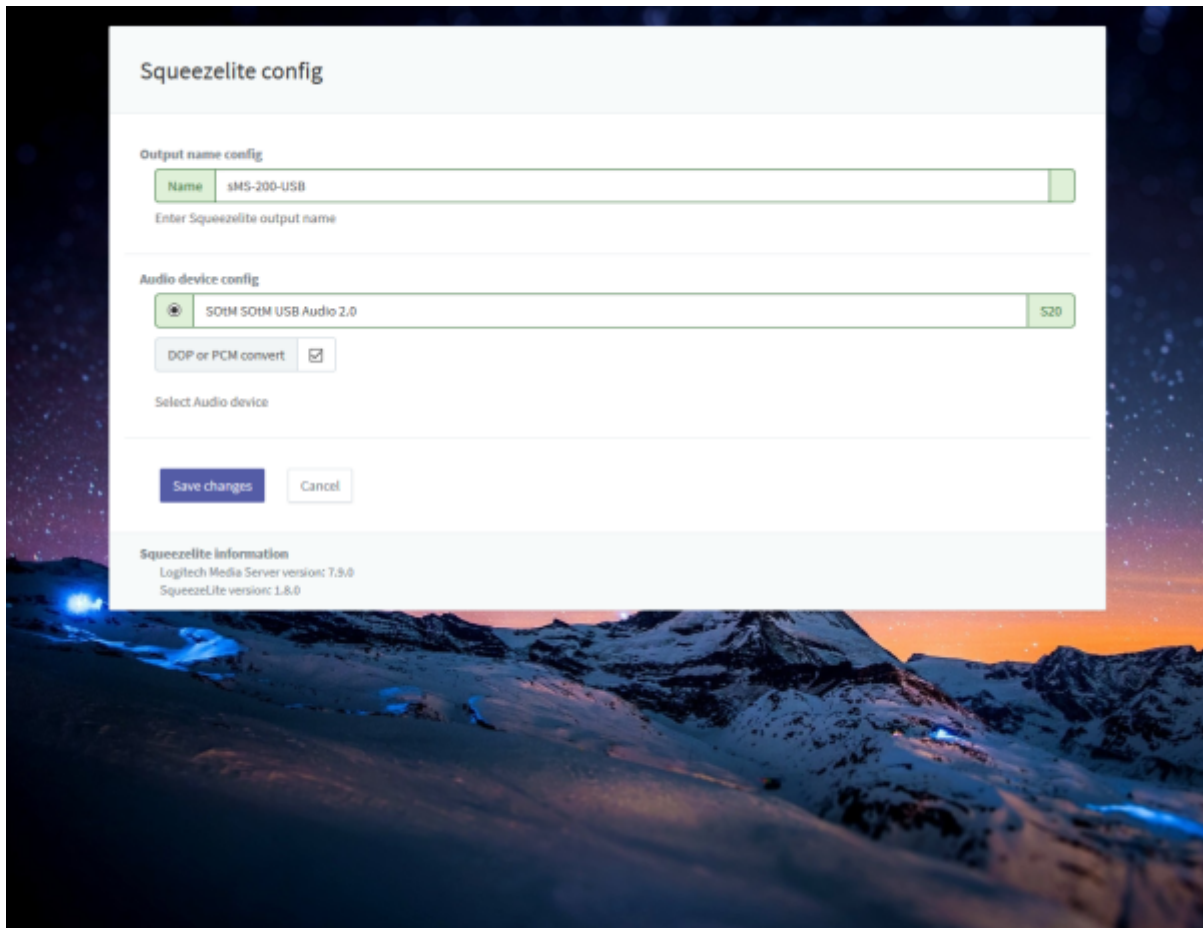 Squeezelite config
Output name config
Name sMS-200-USB
Enter Squeezelite output name
Audio device config
SOtM SOtM USB Audio 2.0 S20
DOP or PCM convert
Select Audio device
Save changes Cancel
Squeezelite information
Logitech Media Server version: 7.9.0
SqueezeLite version: 1.8.0